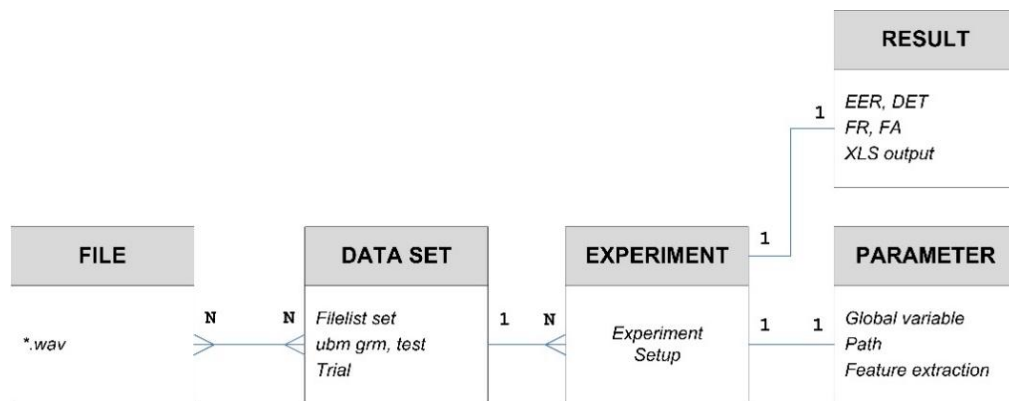 RESULT
EER, DET
FR, FA
XLS output
1
1
FILE
*.wav
N
N
DATA SET
Filelist set
ubm grm, test
Trial
1
N
EXPERIMENT
Experiment
Setup
1
1
PARAMETER
Global variable
Path
Feature extraction